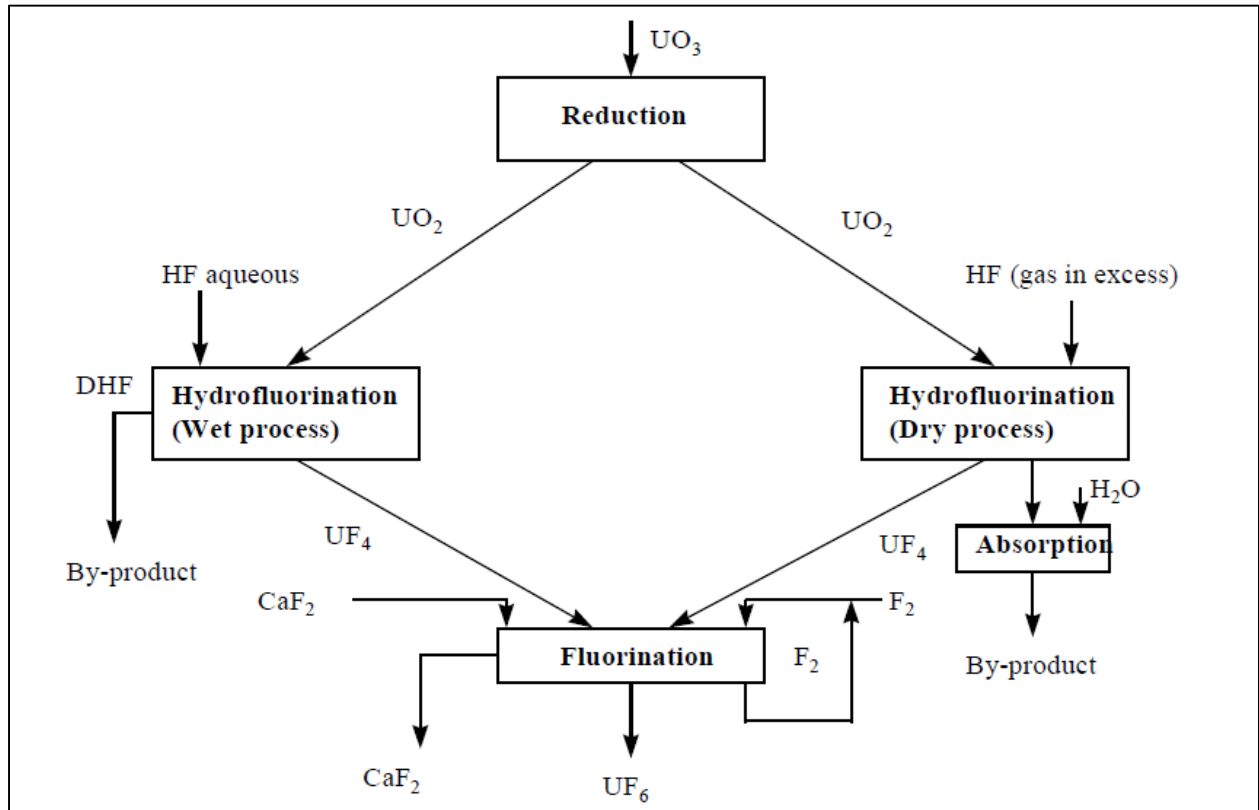 UO₃
Reduction
UO₂
UO₂
HF aqueous
HF (gas in excess)
DHF
Hydrofluorination
(Wet process)
Hydrofluorination
(Dry process)
H₂O
UF₄
UF₄
Absorption
By-product
CaF₂
F₂
Fluorination
F₂
By-product
CaF₂
UF₆